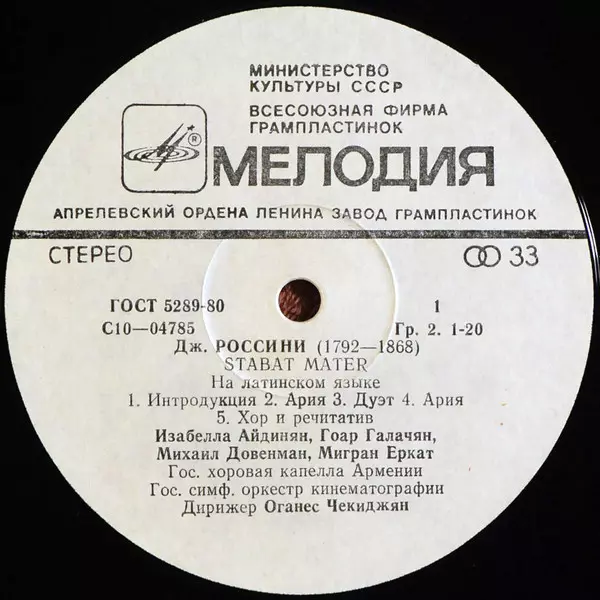 МИНИСТЕРСТВО
КУЛЬТУРЫ СССР
ВСЕСОЮЗНАЯ ФИРМА
ГРАМПЛАСТИНОК
® МЕЛОДИЯ
АПРЕЛЕВСКИЙ ОРДЕНА ЛЕНИНА ЗАВОД ГРАМПЛАСТИНОК
СТЕРЕО 33
ГОСТ 5289-80 1
С10—04785 Гр. 2. 1-20
Дж. РОССИНИ (1792—1868)
STABAT MATER
На латинском языке
1. Интродукция 2. Ария 3. Дуэт 4. Ария
5. Хор и речитатив
Изабелла Айдинян, Гоар Галачян,
Михаил Довенман, Мигран Еркат
Гос. хоровая капелла Армении
Гос. симф. оркестр кинематографии
Дирижер Оганес Чекиджян